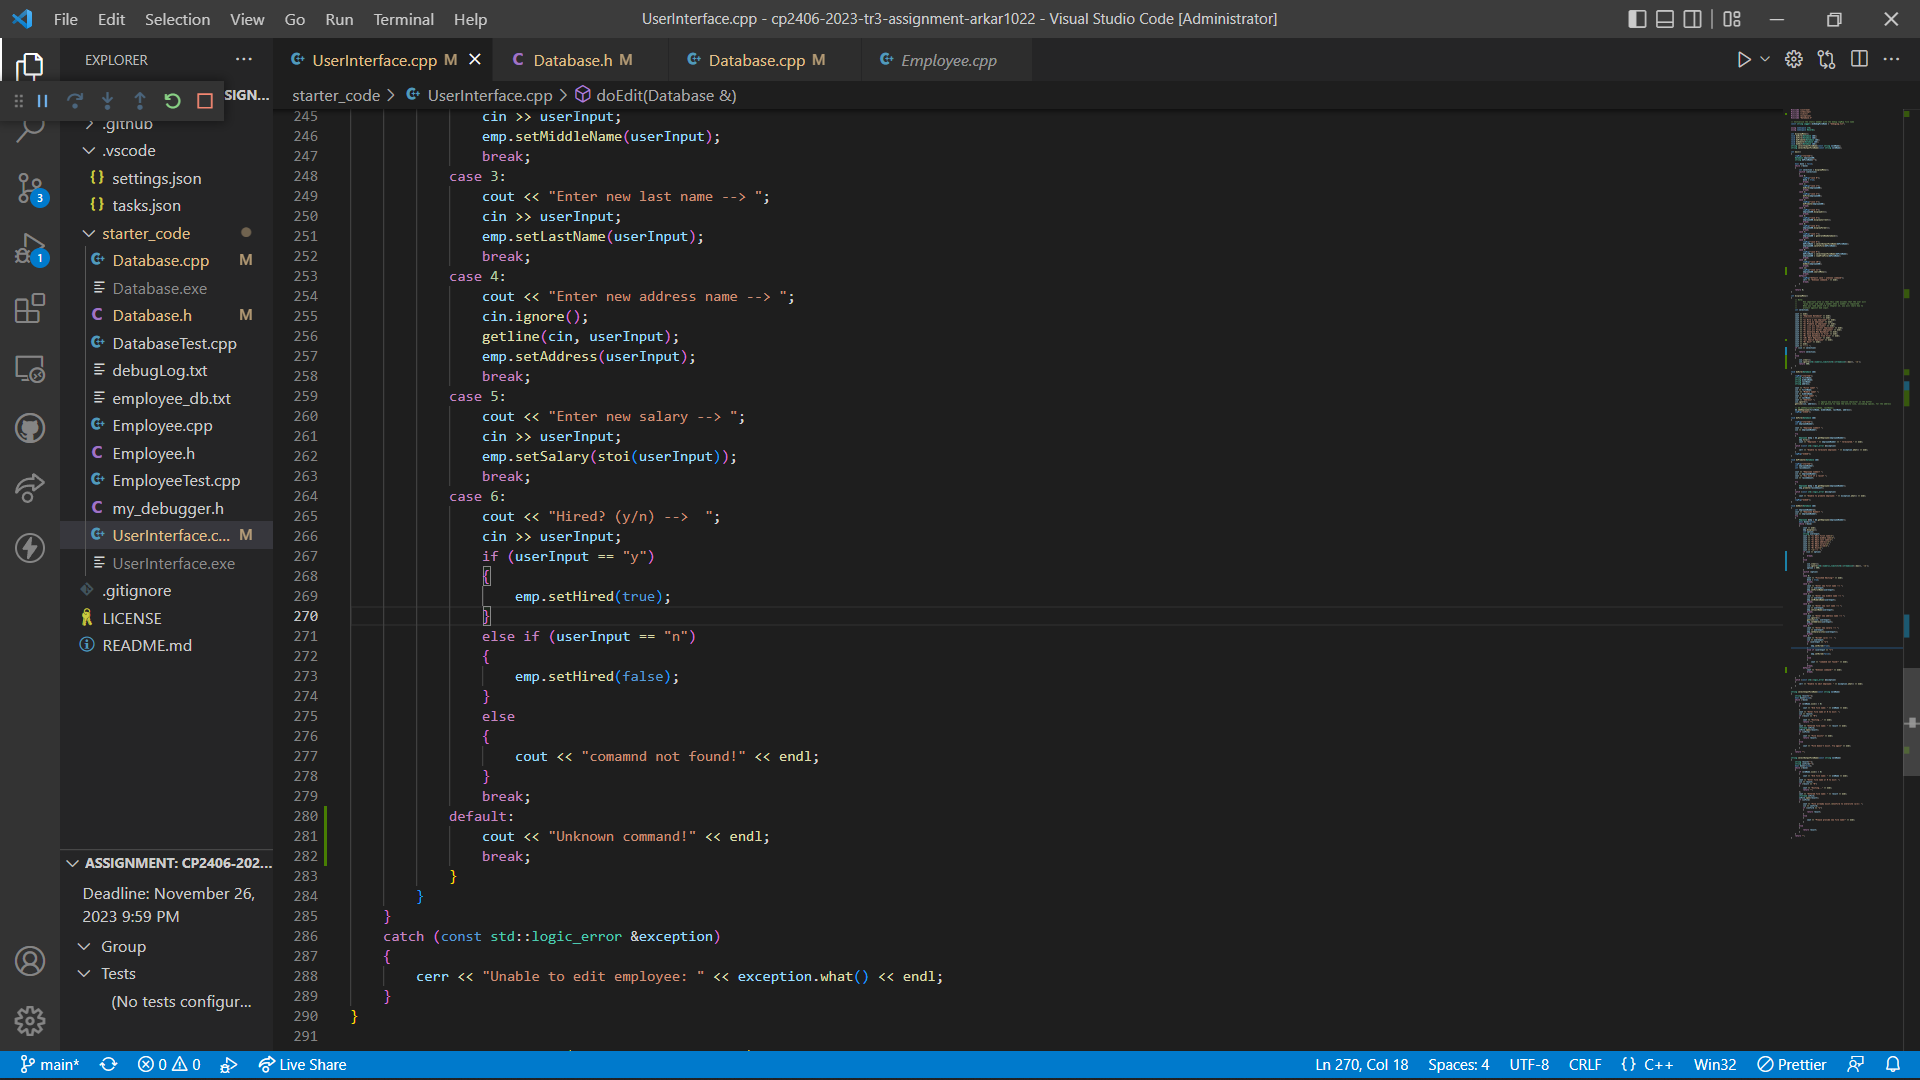 File Edit Selection View Go Run Terminal Help
UserInterface.cpp - cp2406-2023-tr3-assignment-arkar1022 - Visual Studio Code [Administrator]
EXPLORER
UserInterface.cpp M
Database.h M
Database.cpp M
Employee.cpp
SIGN...
starter_code > UserInterface.cpp > doEdit(Database &)
.github
.vscode
settings.json
tasks.json
starter_code
Database.cpp M
Database.exe
Database.h M
DatabaseTest.cpp
debugLog.txt
employee_db.txt
Employee.cpp
Employee.h
EmployeeTest.cpp
my_debugger.h
UserInterface.c... M
UserInterface.exe
.gitignore
LICENSE
README.md
3
1
ASSIGNMENT: CP2406-202...
Deadline: November 26,
2023 9:59 PM
Group
Tests
(No tests configur...
245 cin >> userInput;
246 emp.setMiddleName(userInput);
247 break;
248 case 3:
249 cout << "Enter new last name --> ";
250 cin >> userInput;
251 emp.setLastName(userInput);
252 break;
253 case 4:
254 cout << "Enter new address name --> ";
255 cin.ignore();
256 getline(cin, userInput);
257 emp.setAddress(userInput);
258 break;
259 case 5:
260 cout << "Enter new salary --> ";
261 cin >> userInput;
262 emp.setSalary(stoi(userInput));
263 break;
264 case 6:
265 cout << "Hired? (y/n) -->  ";
266 cin >> userInput;
267 if (userInput == "y")
268 {
269 emp.setHired(true);
270 }
271 else if (userInput == "n")
272 {
273 emp.setHired(false);
274 }
275 else
276 {
277 cout << "comamnd not found!" << endl;
278 }
279 break;
280 default:
281 cout << "Unknown command!" << endl;
282 break;
283 }
284 }
285 }
286 catch (const std::logic_error &exception)
287 {
288 cerr << "Unable to edit employee: " << exception.what() << endl;
289 }
290 }
291
main* 0 0 Live Share
Ln 270, Col 18 Spaces: 4 UTF-8 CRLF {} C++ Win32 Prettier